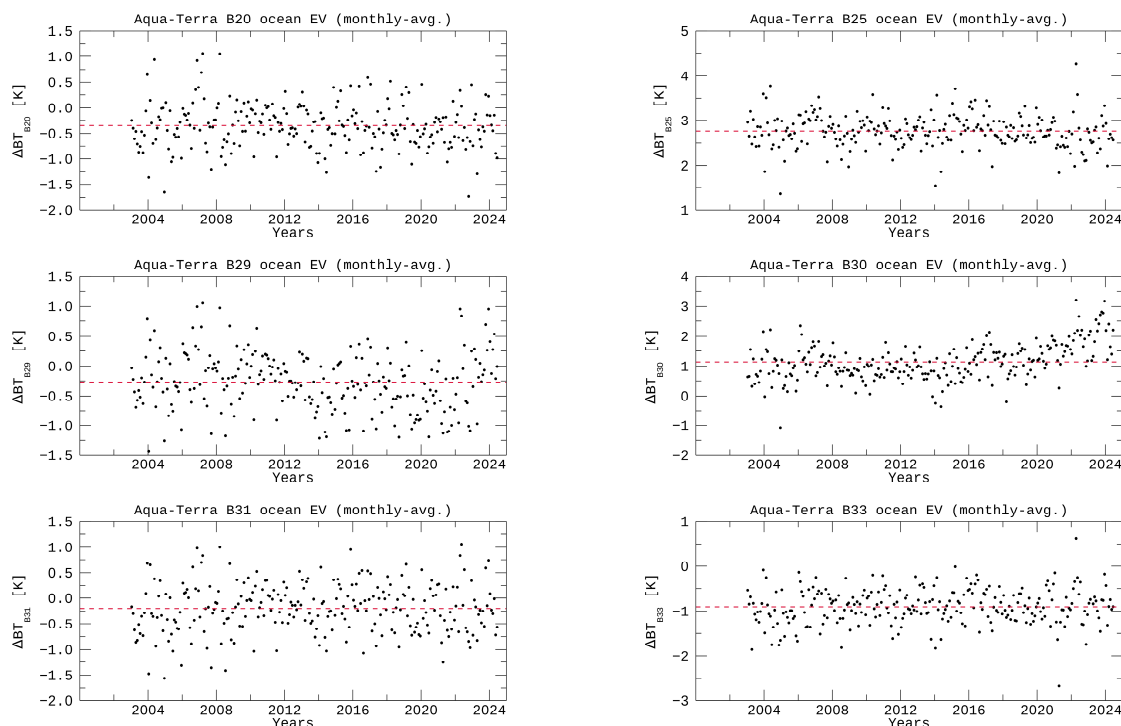 Aqua-Terra B20 ocean EV (monthly-avg.)
1.5
1.0
0.5
0.0
−0.5
−1.0
−1.5
−2.0
ΔBT_B20 [K]
2004 2008 2012 2016 2020 2024
Years
Aqua-Terra B25 ocean EV (monthly-avg.)
5
4
3
2
1
ΔBT_B25 [K]
2004 2008 2012 2016 2020 2024
Years
Aqua-Terra B29 ocean EV (monthly-avg.)
1.5
1.0
0.5
0.0
−0.5
−1.0
−1.5
ΔBT_B29 [K]
2004 2008 2012 2016 2020 2024
Years
Aqua-Terra B30 ocean EV (monthly-avg.)
4
3
2
1
0
−1
−2
ΔBT_B30 [K]
2004 2008 2012 2016 2020 2024
Years
Aqua-Terra B31 ocean EV (monthly-avg.)
1.5
1.0
0.5
0.0
−0.5
−1.0
−1.5
−2.0
ΔBT_B31 [K]
2004 2008 2012 2016 2020 2024
Years
Aqua-Terra B33 ocean EV (monthly-avg.)
1
0
−1
−2
−3
ΔBT_B33 [K]
2004 2008 2012 2016 2020 2024
Years